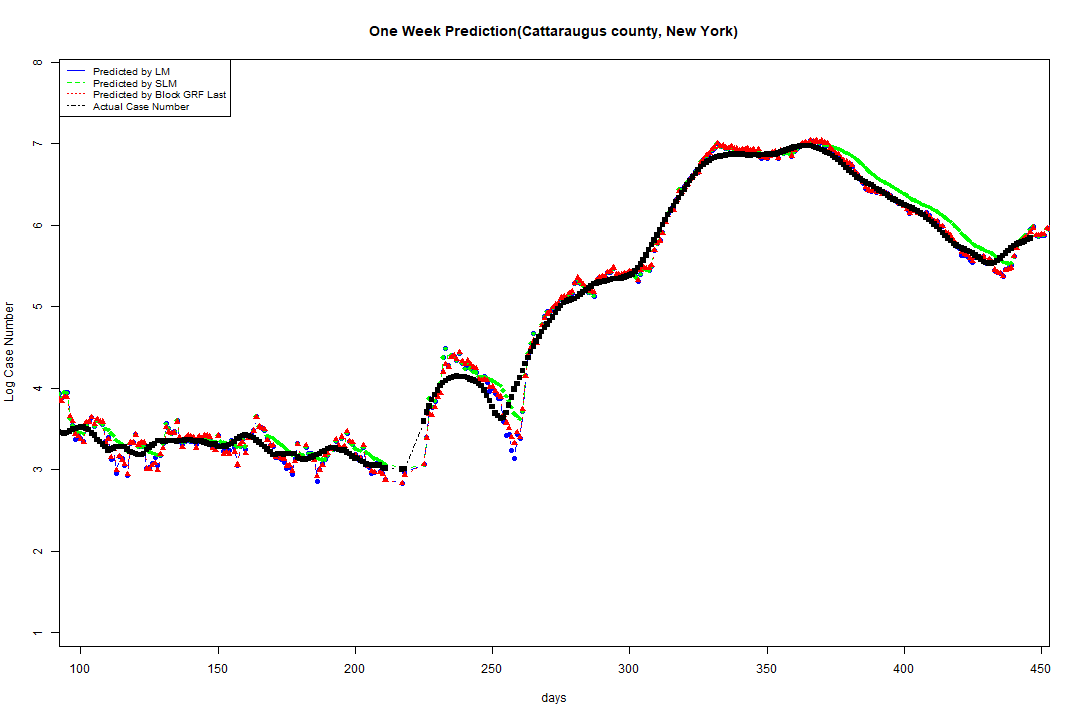 One Week Prediction(Cattaraugus county, New York)
Predicted by LM
Predicted by SLM
Predicted by Block GRF Last
Actual Case Number
8
7
6
5
4
3
2
1
Log Case Number
100 150 200 250 300 350 400 450
days